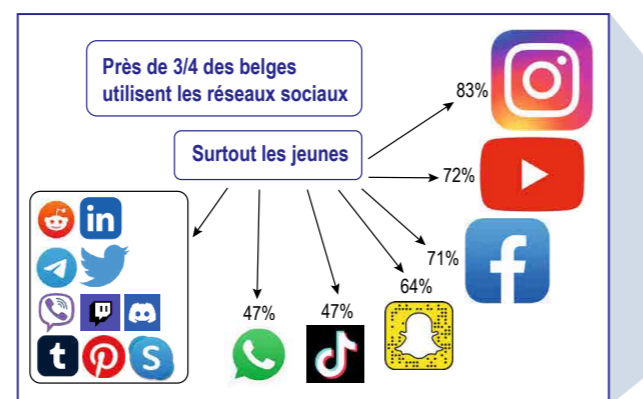 Près de 3/4 des belges
utilisent les réseaux sociaux
Surtout les jeunes
83%
72%
71%
64%
47%
47%
in
t
S